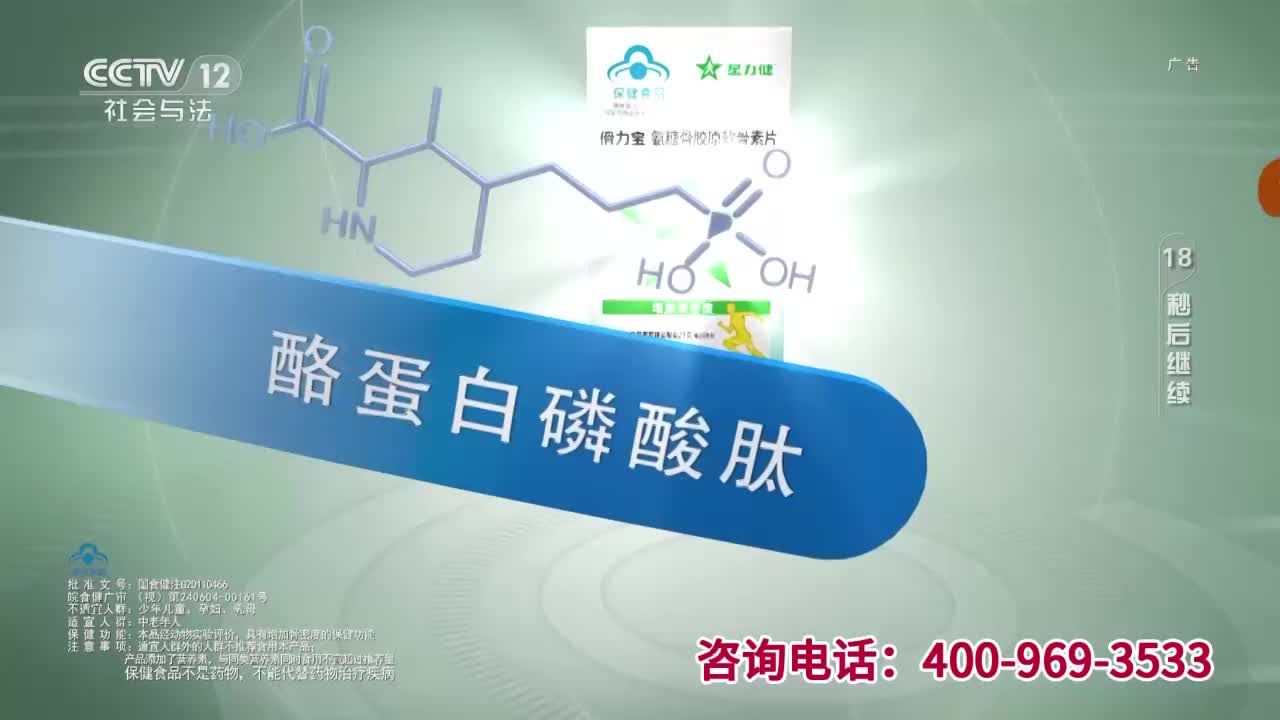 CCTV 12
社会与法
广告
保健食品
星力健
氨糖骨胶原软骨素片
O
HO
HN
O
HO
OH
18
秒后继续
酪蛋白磷酸肽
批准文号：国食健注G20110466
皖食健广审（视）第240604-00161号
不适宜人群：少年儿童、孕妇、乳母
适宜人群：中老年人
保健功能：本品经动物实验评价，具有增加骨密度的保健功能
注意事项：适宜人群外的人群不推荐食用本产品；
产品添加了营养素，与同类营养素同时食用不宜超过推荐量
保健食品不是药物，不能代替药物治疗疾病
咨询电话：400-969-3533